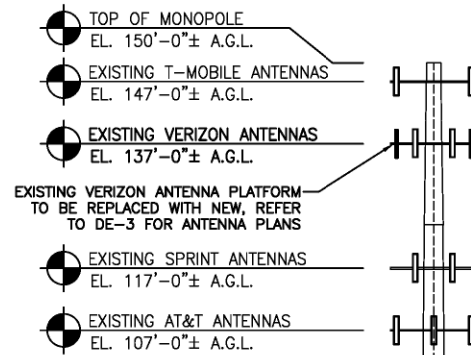 TOP OF MONOPOLE
EL. 150'-0"± A.G.L.
EXISTING T-MOBILE ANTENNAS
EL. 147'-0"± A.G.L.
EXISTING VERIZON ANTENNAS
EL. 137'-0"± A.G.L.
EXISTING VERIZON ANTENNA PLATFORM
TO BE REPLACED WITH NEW, REFER
TO DE-3 FOR ANTENNA PLANS
EXISTING SPRINT ANTENNAS
EL. 117'-0"± A.G.L.
EXISTING AT&T ANTENNAS
EL. 107'-0"± A.G.L.